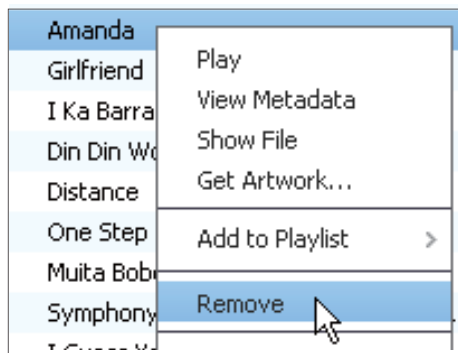 Amanda
Girlfriend
I Ka Barra
Din Din Wo
Distance
One Step
Muita Bob
Symphony
Play
View Metadata
Show File
Get Artwork...
Add to Playlist
Remove